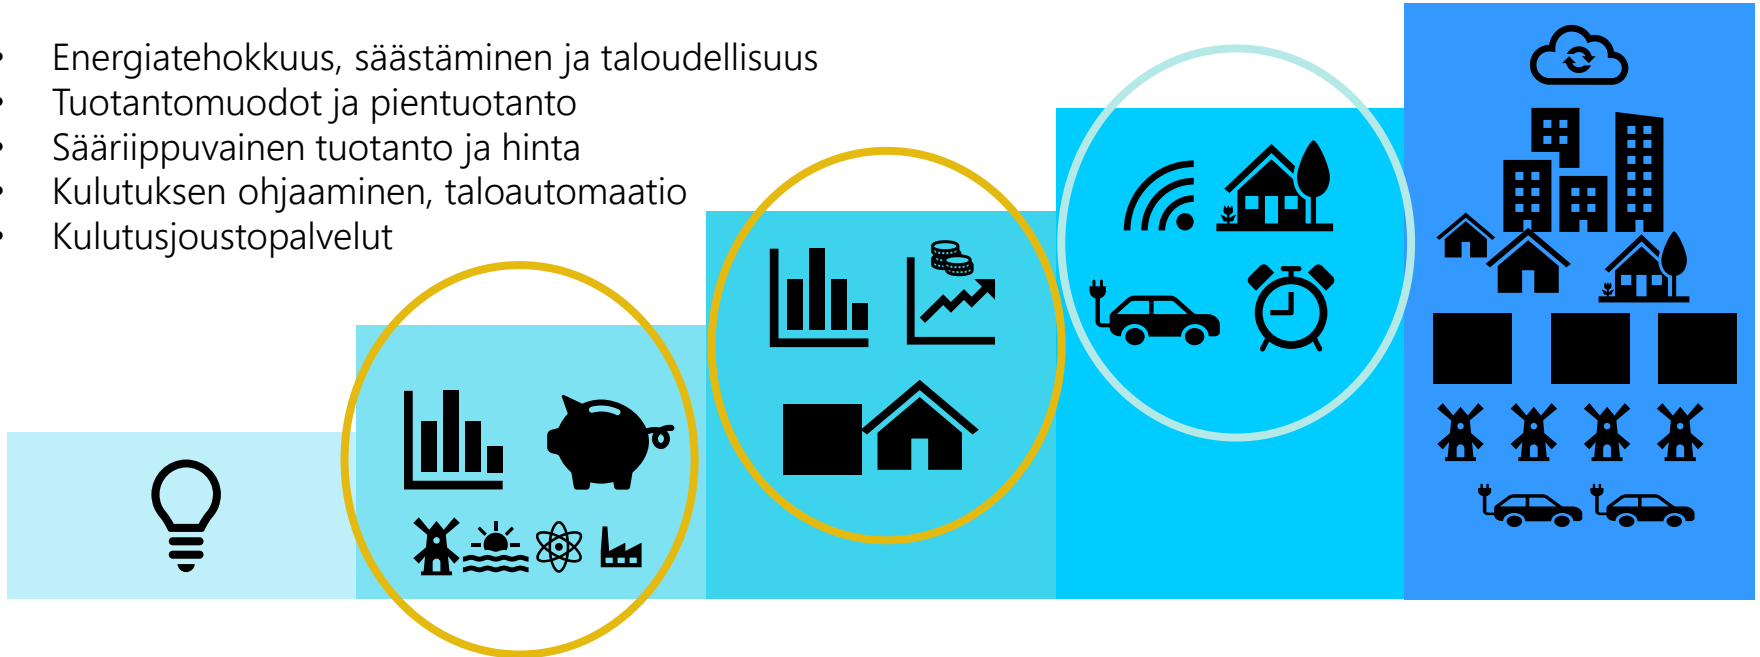 • Energiatehokkuus, säästäminen ja taloudellisuus
• Tuotantomuodot ja pientuotanto
• Sääriippuvainen tuotanto ja hinta
• Kulutuksen ohjaaminen, taloautomaatio
• Kulutusjoustopalvelut